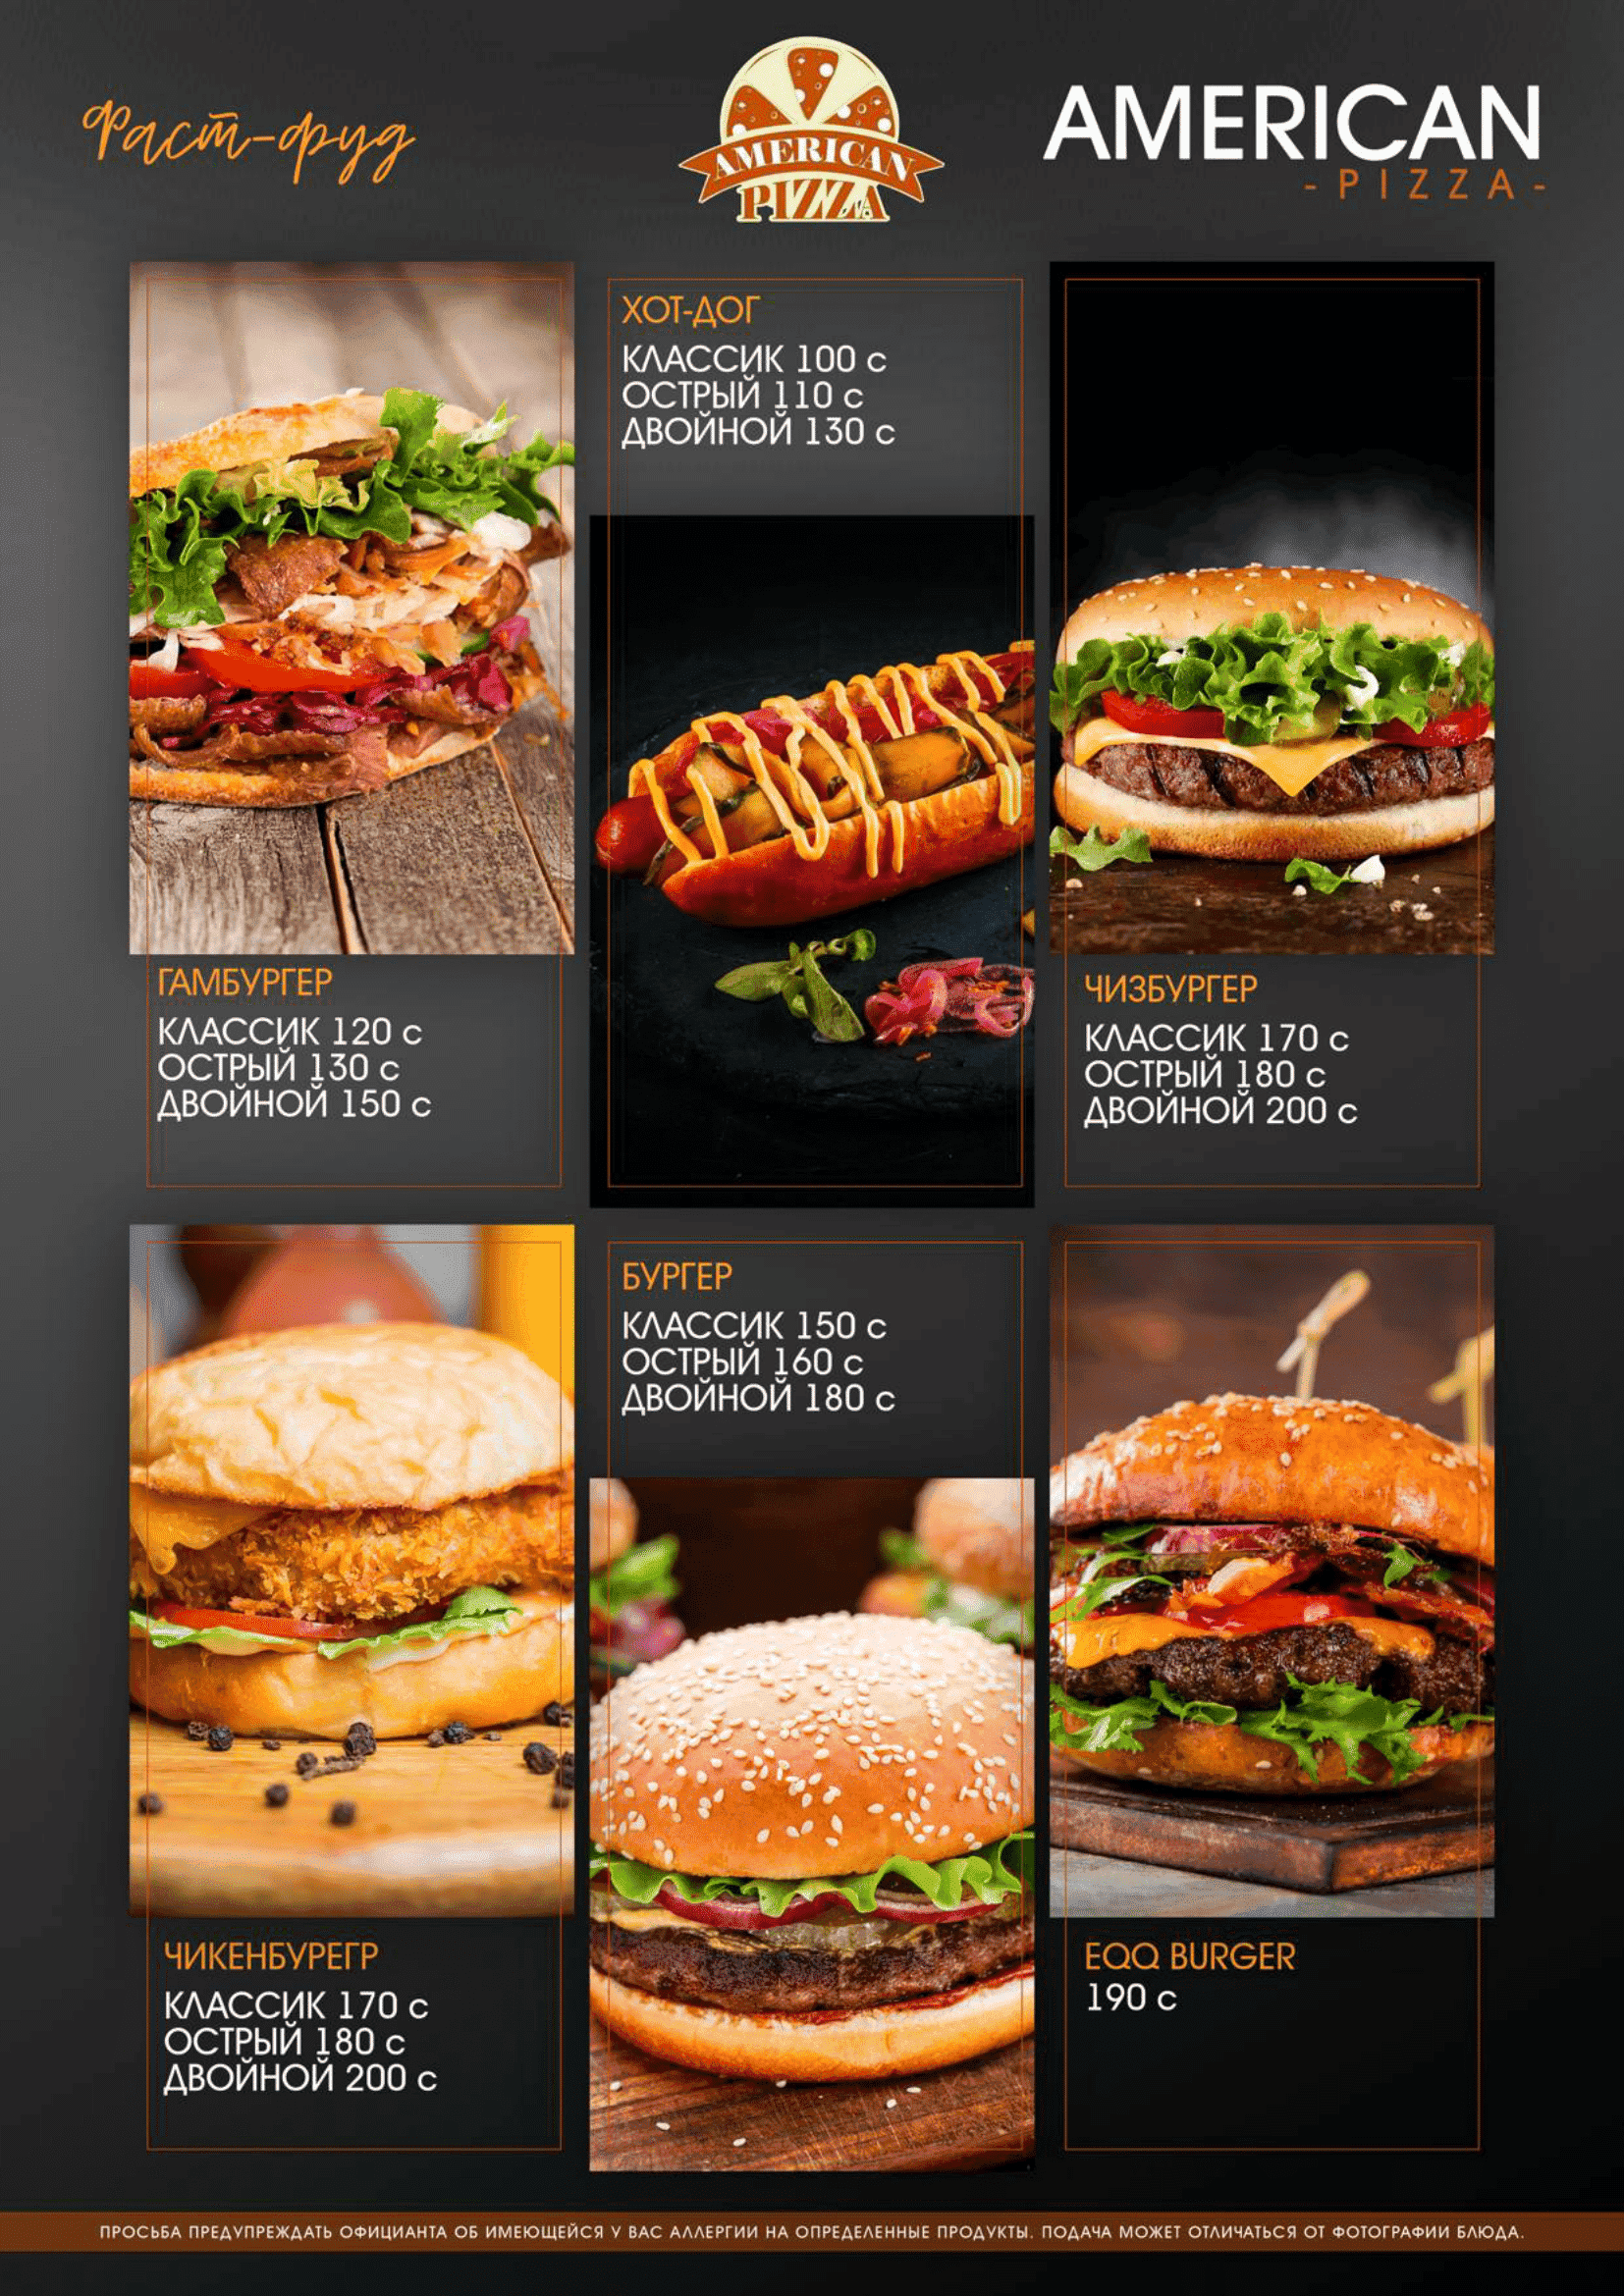 Фаст-фуд
AMERICAN
PIZZA
AMERICAN
- PIZZA -
ХОТ-ДОГ
КЛАССИК 100 с
ОСТРЫЙ 110 с
ДВОЙНОЙ 130 с
ГАМБУРГЕР
КЛАССИК 120 с
ОСТРЫЙ 130 с
ДВОЙНОЙ 150 с
ЧИЗБУРГЕР
КЛАССИК 170 с
ОСТРЫЙ 180 с
ДВОЙНОЙ 200 с
БУРГЕР
КЛАССИК 150 с
ОСТРЫЙ 160 с
ДВОЙНОЙ 180 с
ЧИКЕНБУРЕГР
КЛАССИК 170 с
ОСТРЫЙ 180 с
ДВОЙНОЙ 200 с
EQQ BURGER
190 с
ПРОСЬБА ПРЕДУПРЕЖДАТЬ ОФИЦИАНТА ОБ ИМЕЮЩЕЙСЯ У ВАС АЛЛЕРГИИ НА ОПРЕДЕЛЕННЫЕ ПРОДУКТЫ. ПОДАЧА МОЖЕТ ОТЛИЧАТЬСЯ ОТ ФОТОГРАФИИ БЛЮДА.